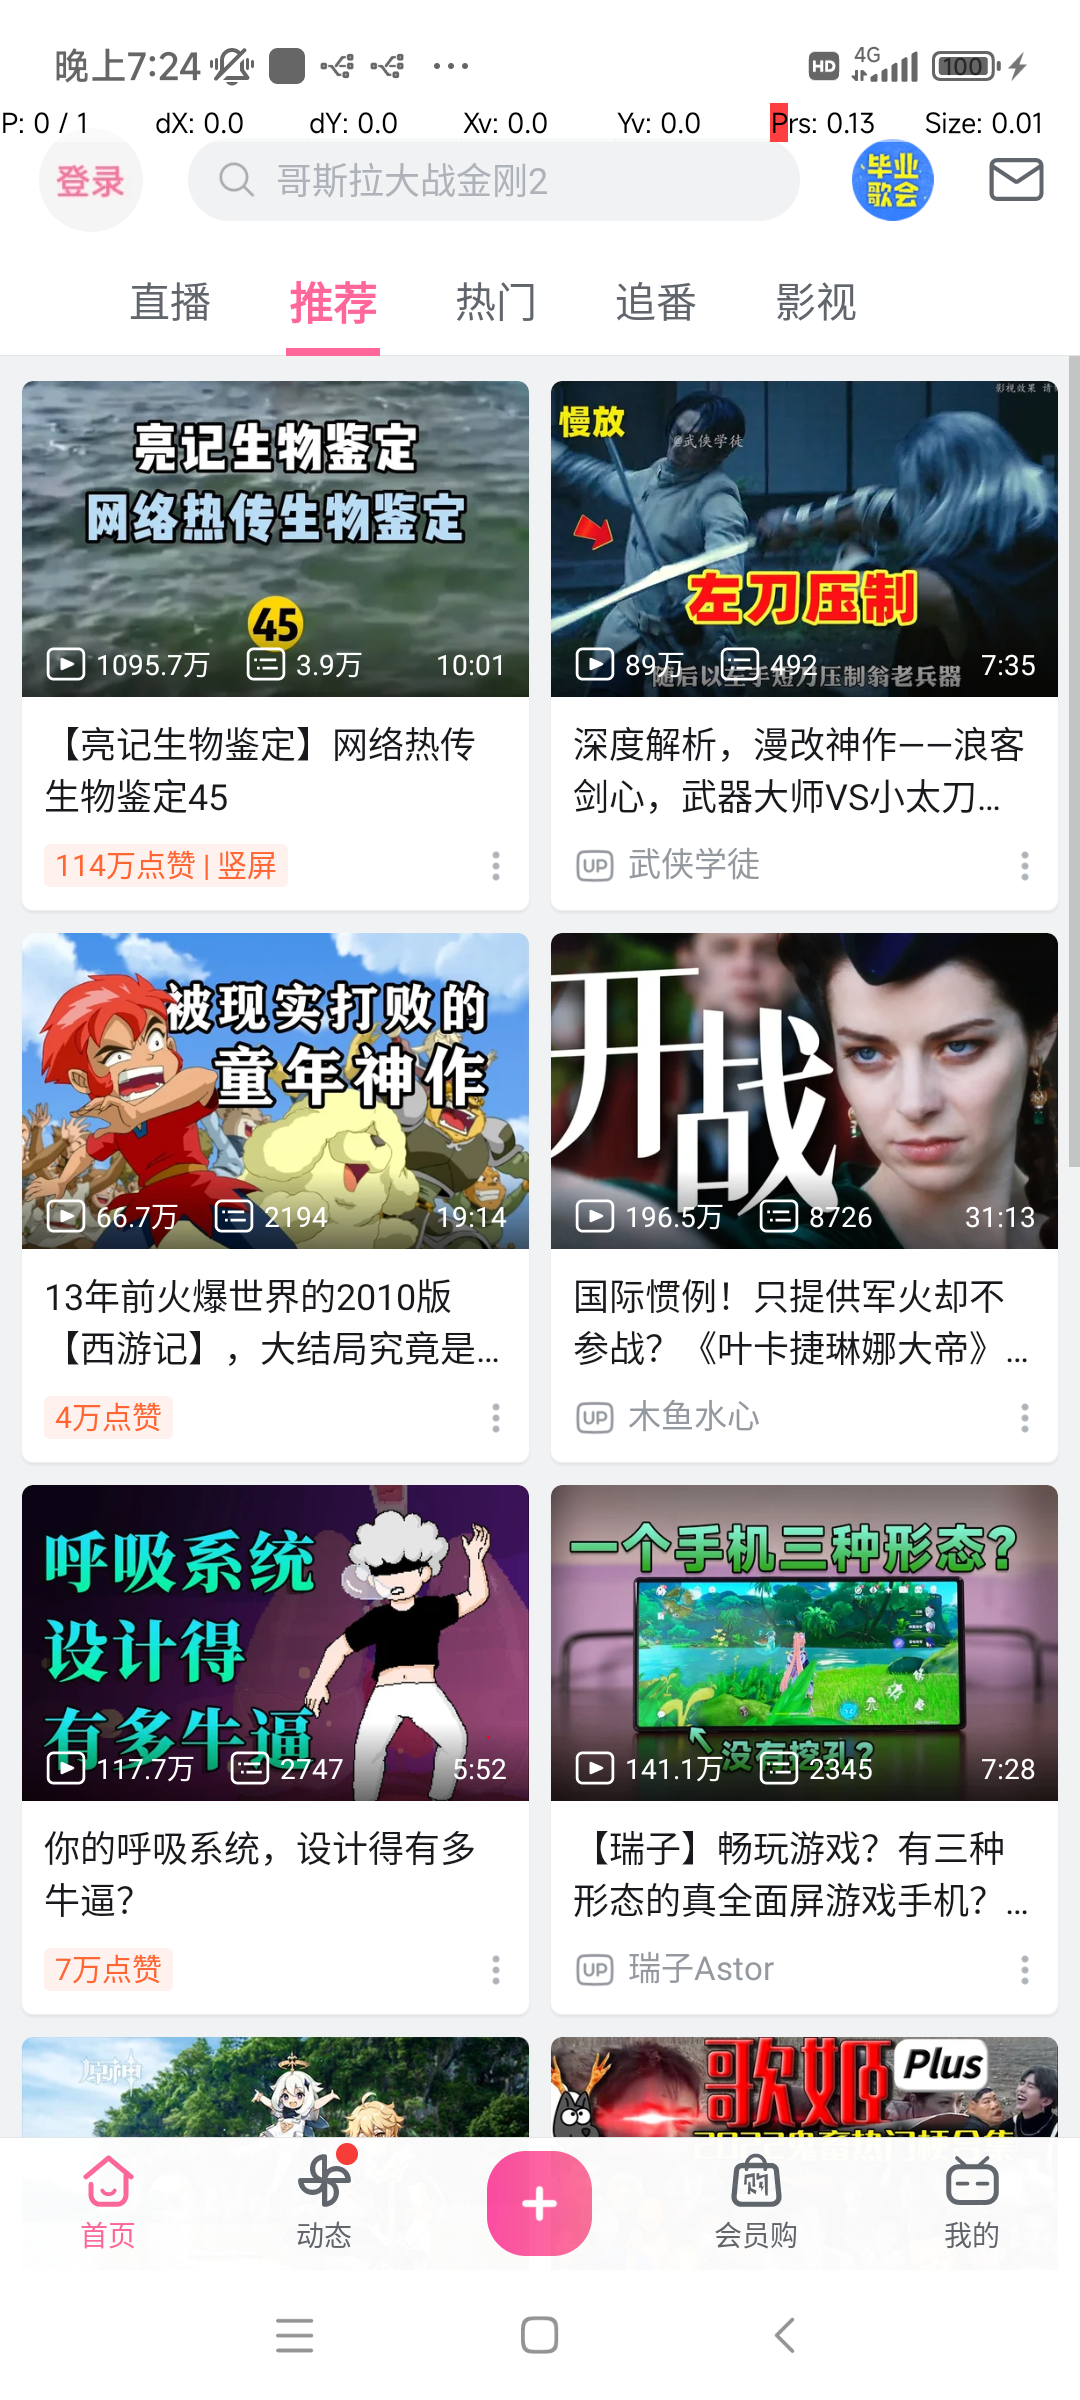 晚上7:24 ... HD 4G 100
P: 0 / 1 dX: 0.0 dY: 0.0 Xv: 0.0 Yv: 0.0 Prs: 0.13 Size: 0.01
登录 哥斯拉大战金刚2 毕业歌会
直播 推荐 热门 追番 影视
亮记生物鉴定
网络热传生物鉴定
45
1095.7万 3.9万 10:01
【亮记生物鉴定】网络热传
生物鉴定45
114万点赞 | 竖屏
影视效果 请
慢放
@武侠学徒
左刀压制
随后以左手短刀压制翁老兵器
89万 492 7:35
深度解析，漫改神作——浪客
剑心，武器大师VS小太刀...
UP 武侠学徒
被现实打败的
童年神作
66.7万 2194 19:14
13年前火爆世界的2010版
【西游记】，大结局究竟是...
4万点赞
开战
196.5万 8726 31:13
国际惯例！只提供军火却不
参战？《叶卡捷琳娜大帝》...
UP 木鱼水心
呼吸系统
设计得
有多牛逼
117.7万 2747 5:52
你的呼吸系统，设计得有多
牛逼？
7万点赞
一个手机三种形态？
没有挖孔？
141.1万 2345 7:28
【瑞子】畅玩游戏？有三种
形态的真全面屏游戏手机？...
UP 瑞子Astor
原神
歌姬 Plus
2022鬼畜热门梗合集
首页 动态 会员购 我的